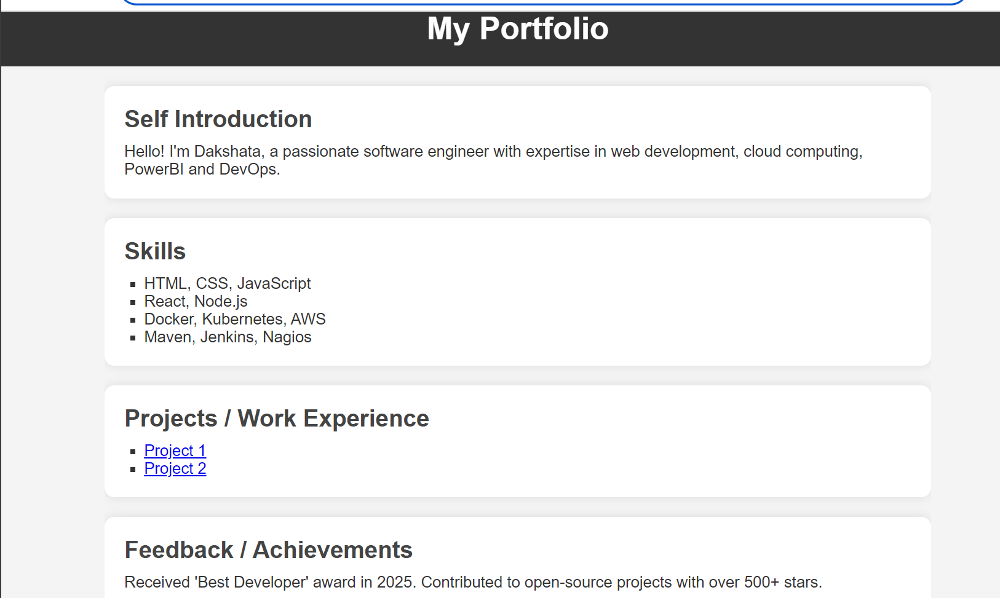 My Portfolio
Self Introduction
Hello! I'm Dakshata, a passionate software engineer with expertise in web development, cloud computing,
PowerBI and DevOps.
Skills
HTML, CSS, JavaScript
React, Node.js
Docker, Kubernetes, AWS
Maven, Jenkins, Nagios
Projects / Work Experience
Project 1
Project 2
Feedback / Achievements
Received 'Best Developer' award in 2025. Contributed to open-source projects with over 500+ stars.